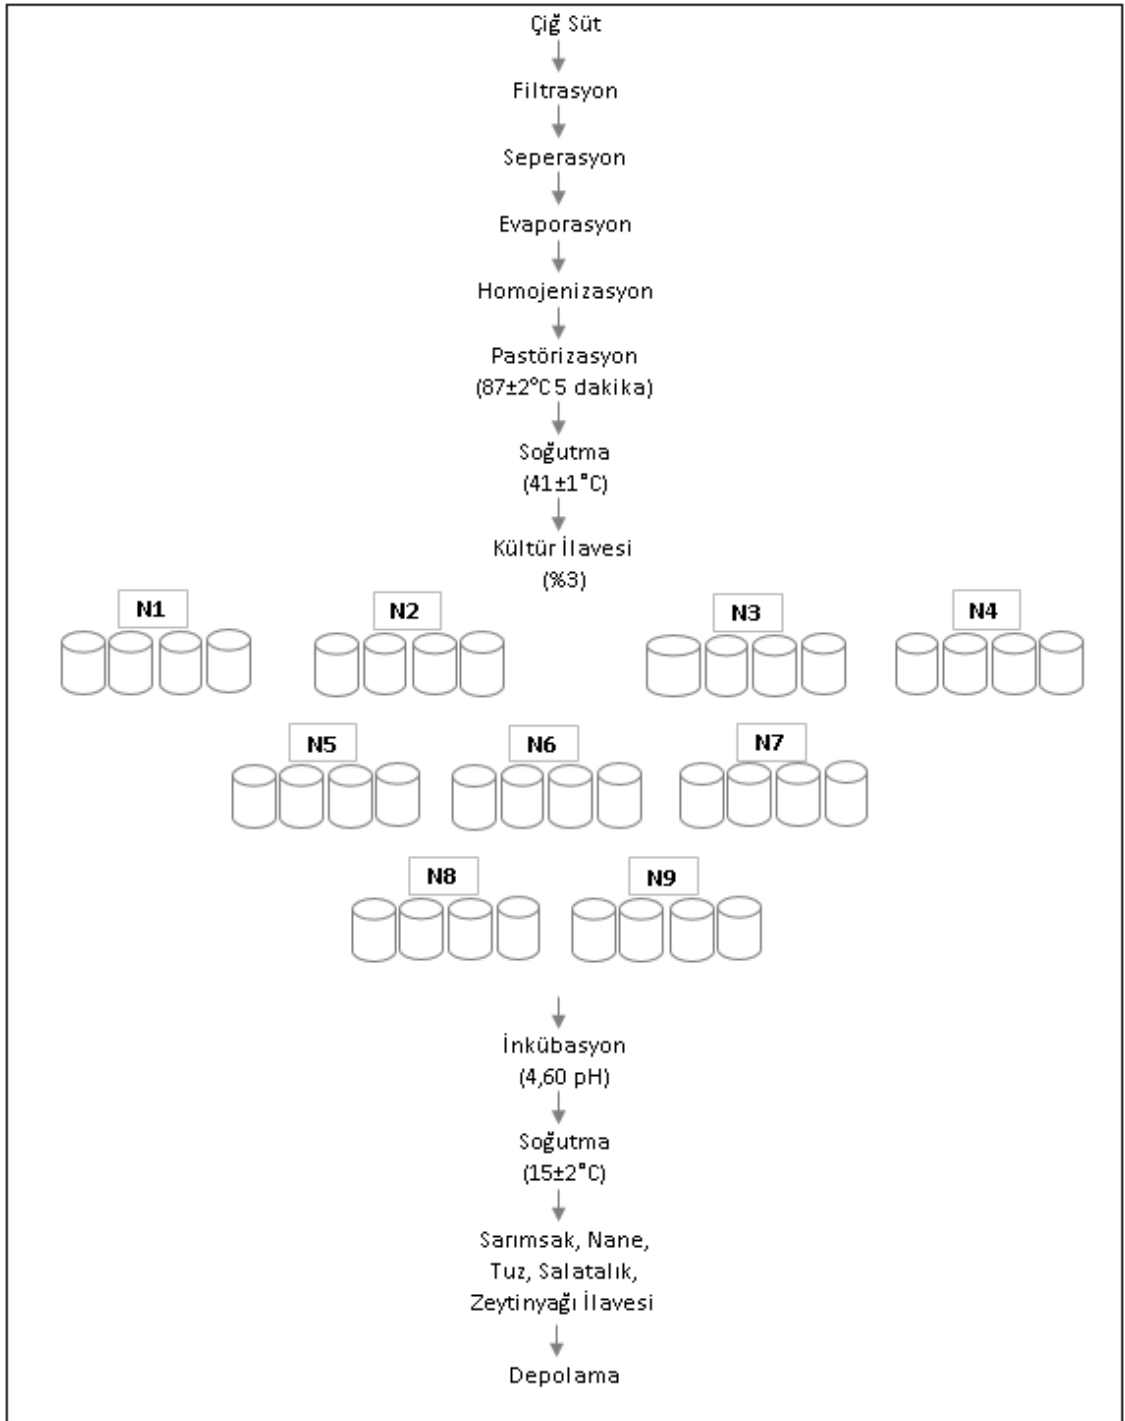 Çiğ Süt
Filtrasyon
Seperasyon
Evaporasyon
Homojenizasyon
Pastörizasyon
(87±2°C 5 dakika)
Soğutma
(41±1°C)
Kültür İlavesi
(%3)
N1
N2
N3
N4
N5
N6
N7
N8
N9
İnkübasyon
(4,60 pH)
Soğutma
(15±2°C)
Sarımsak, Nane,
Tuz, Salatalık,
Zeytinyağı İlavesi
Depolama